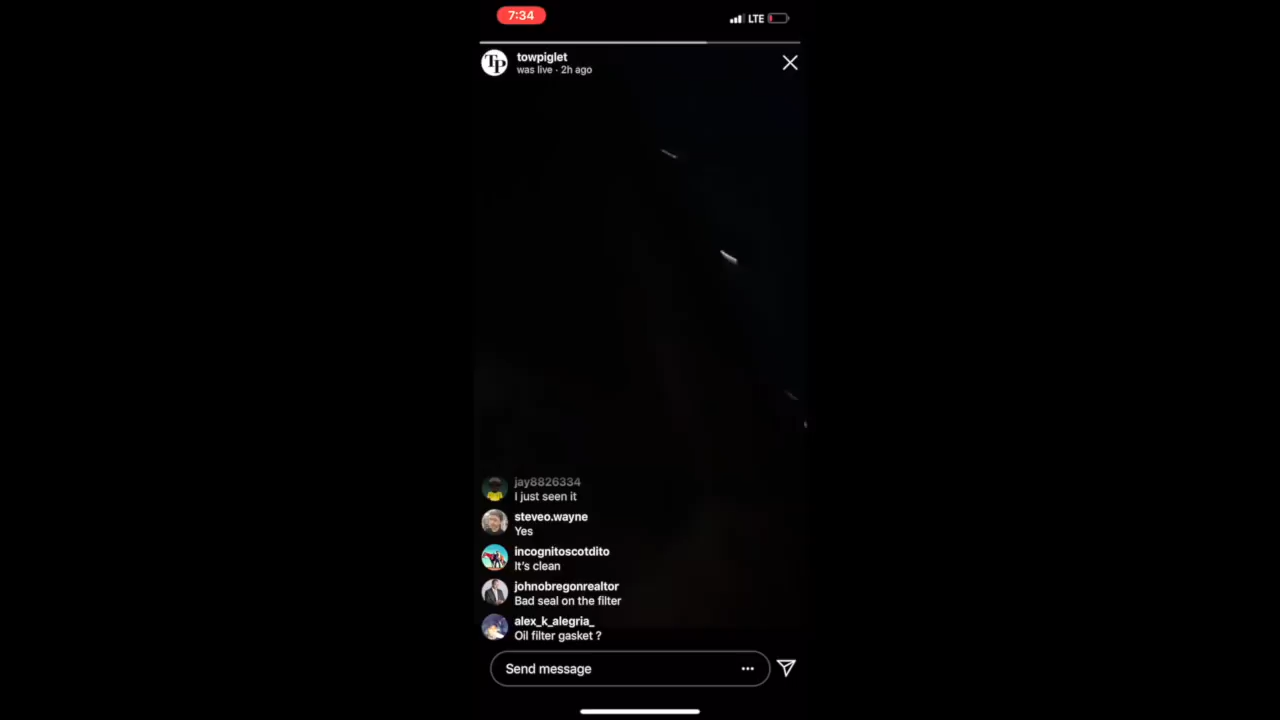 7:34
LTE
TP
towpiglet
was live · 2h ago
jay8826334
I just seen it
steveo.wayne
Yes
incognitoscotdito
It's clean
johnobregonrealtor
Bad seal on the filter
alex_k_alegria_
Oil filter gasket ?
Send message